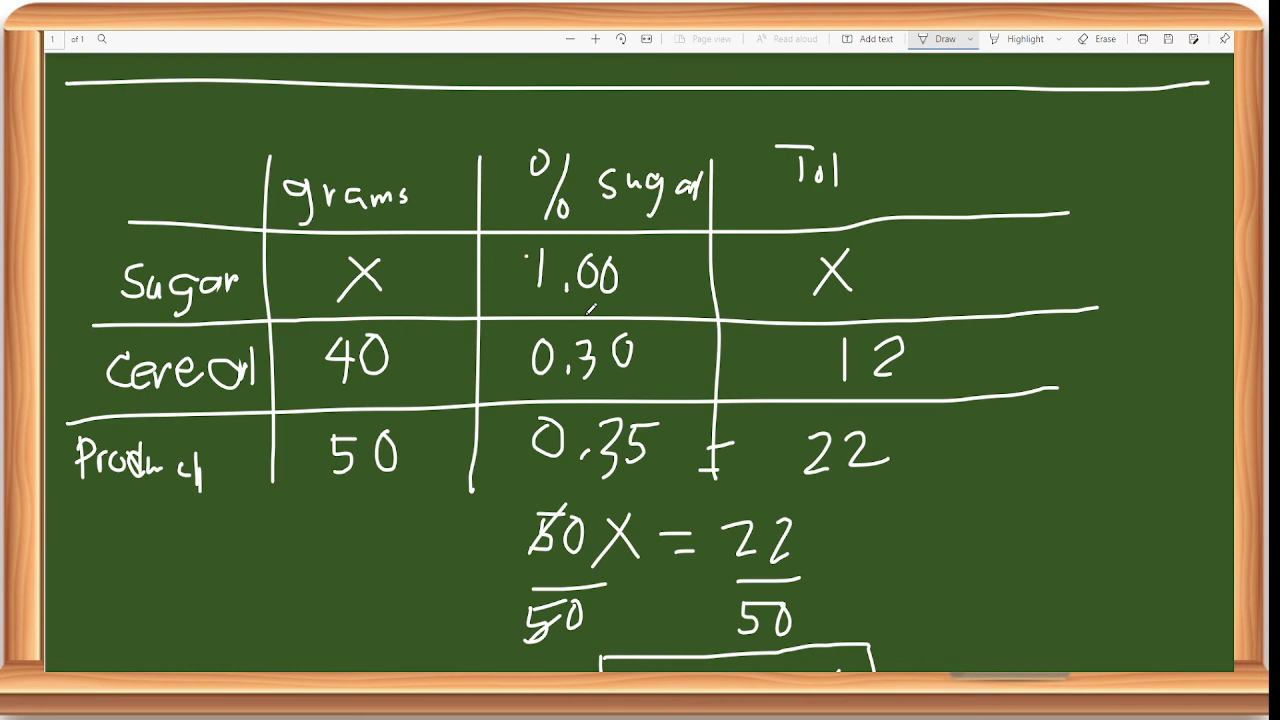 1 of 1 Page view Read aloud Add text Draw Highlight Erase
grams % sugar Tol
Sugar X 1.00 X
Cereal 40 0.30 12
Product 50 0.35 = 22
50X = 22
50 50